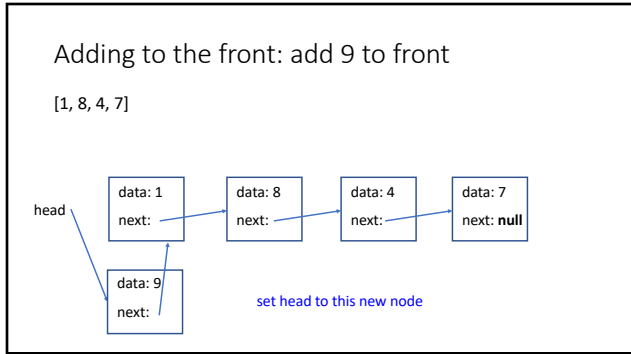 Adding to the front: add 9 to front
[1, 8, 4, 7]
head
data: 1
next:
data: 8
next:
data: 4
next:
data: 7
next: null
data: 9
next:
set head to this new node